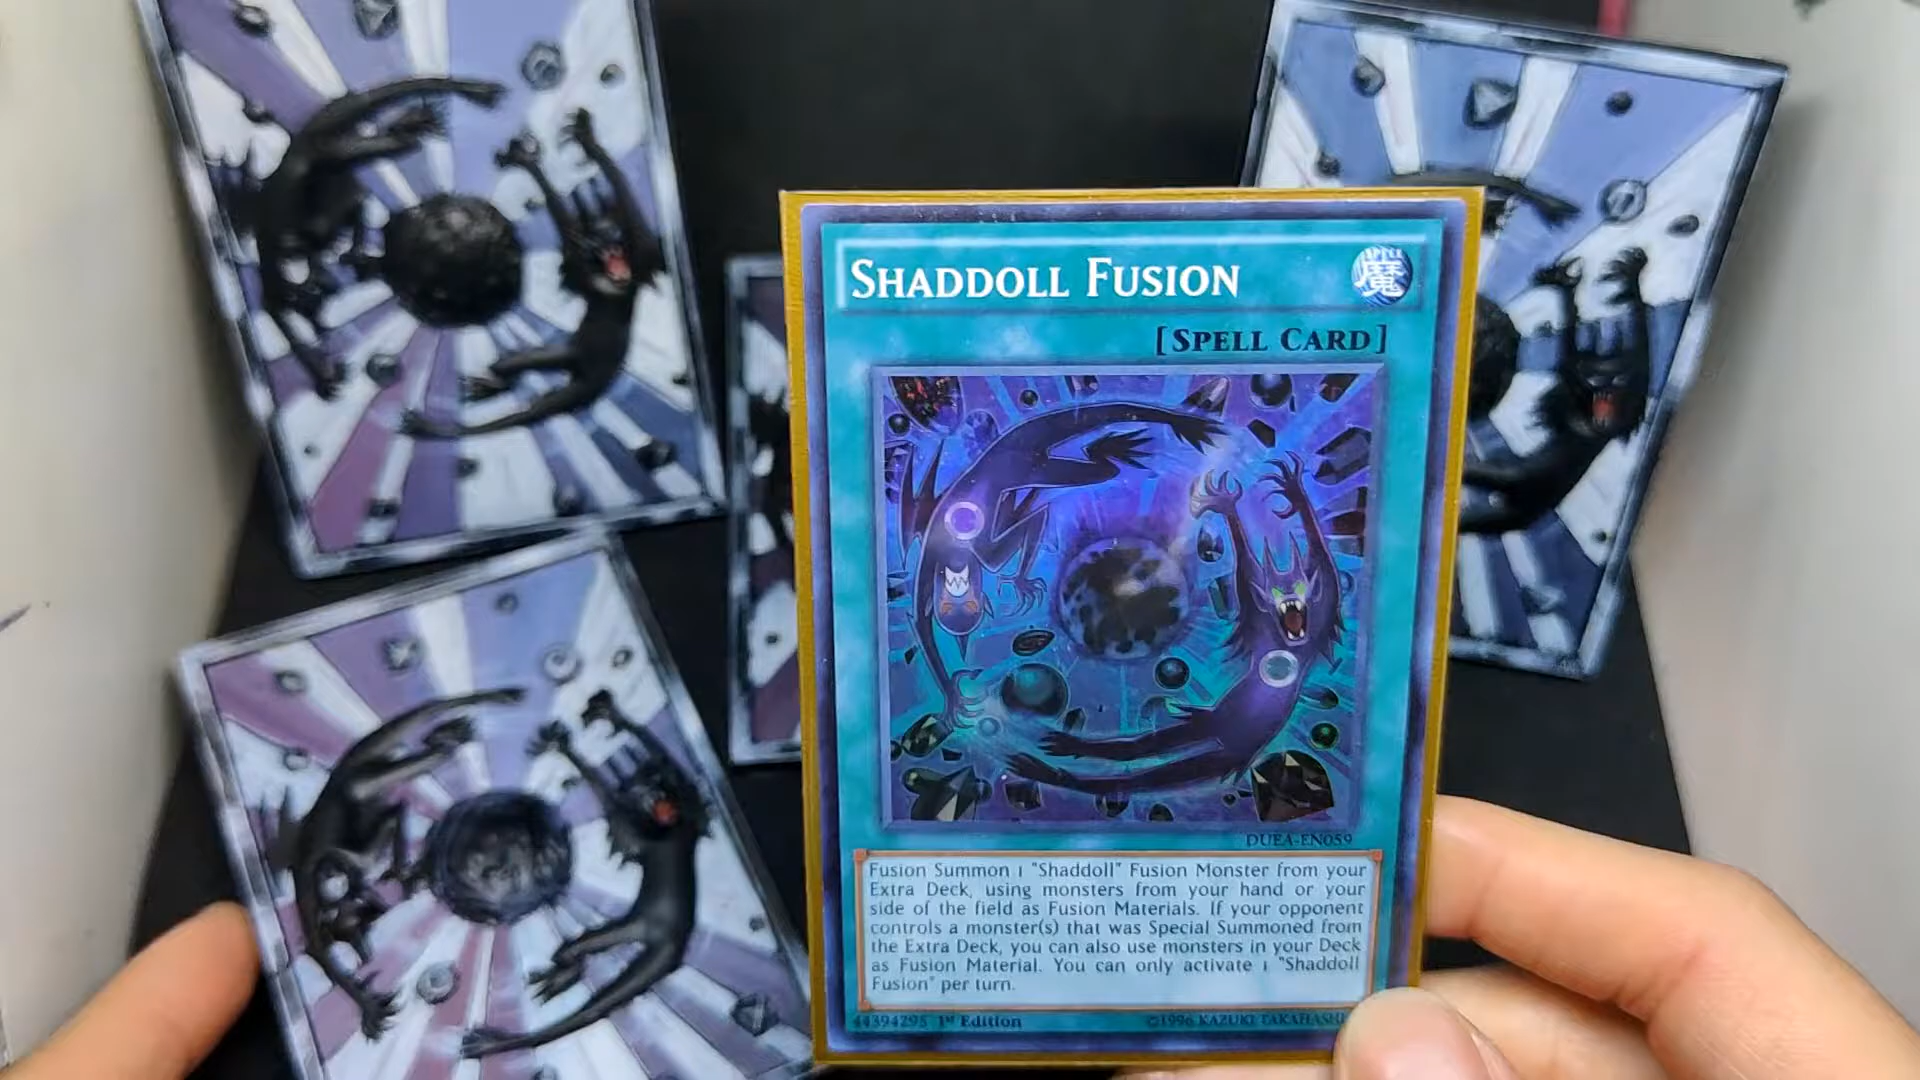 SHADDOLL FUSION
SPELL
魔
[SPELL CARD]
DUEA-EN059
Fusion Summon 1 "Shaddoll" Fusion Monster from your
Extra Deck, using monsters from your hand or your
side of the field as Fusion Materials. If your opponent
controls a monster(s) that was Special Summoned from
the Extra Deck, you can also use monsters in your Deck
as Fusion Material. You can only activate 1 "Shaddoll
Fusion" per turn.
44394295 1st Edition
©1996 KAZUKI TAKAHASHI